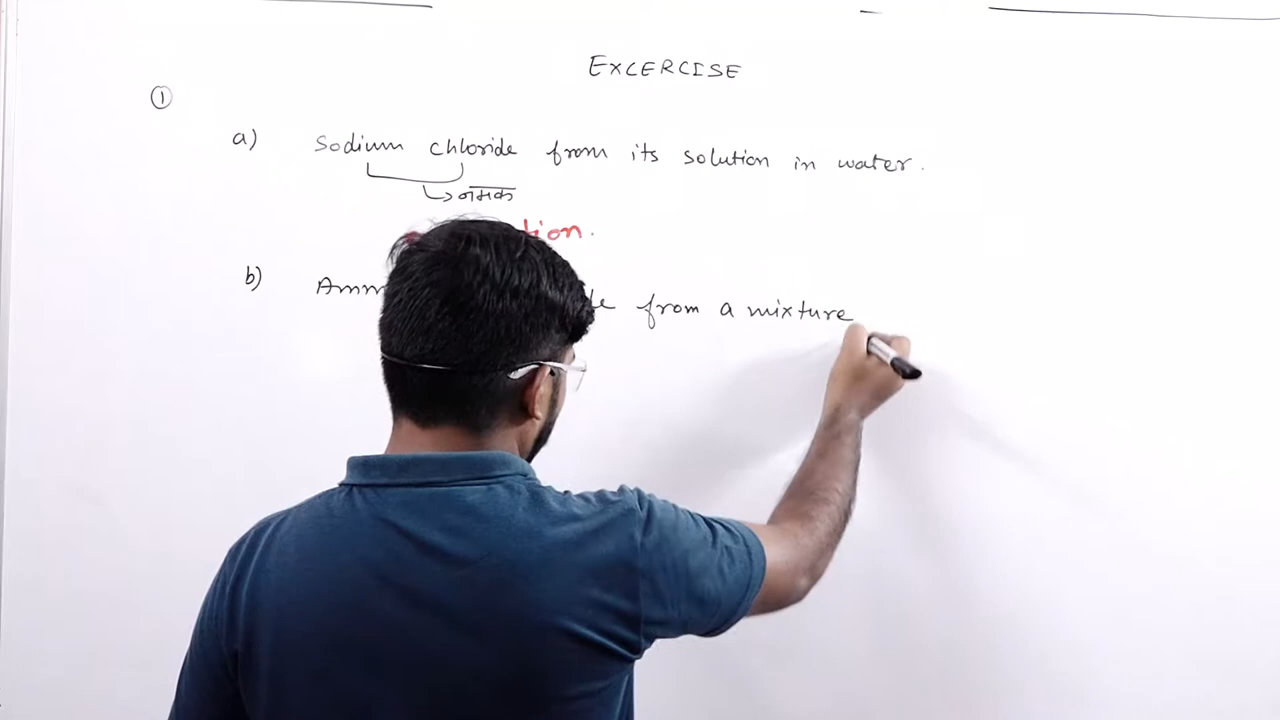 EXCERCISE
①
a) Sodium chloride from its solution in water.
↳ नमक
b) from a mixture